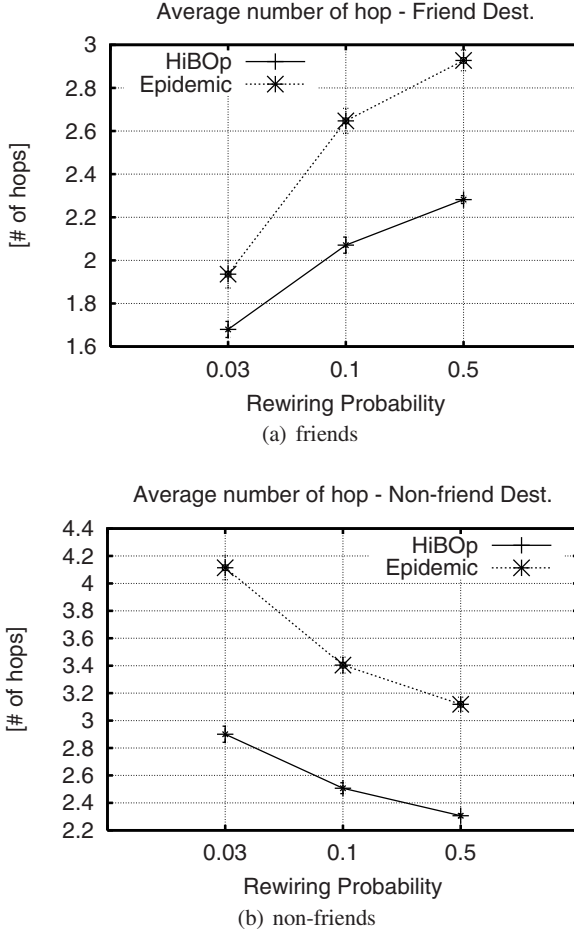 Average number of hop - Friend Dest.
3
2.8
2.6
2.4
2.2
2
1.8
1.6
[# of hops]
HiBOp
Epidemic
0.03 0.1 0.5
Rewiring Probability
(a) friends
Average number of hop - Non-friend Dest.
4.4
4.2
4
3.8
3.6
3.4
3.2
3
2.8
2.6
2.4
2.2
[# of hops]
HiBOp
Epidemic
0.03 0.1 0.5
Rewiring Probability
(b) non-friends